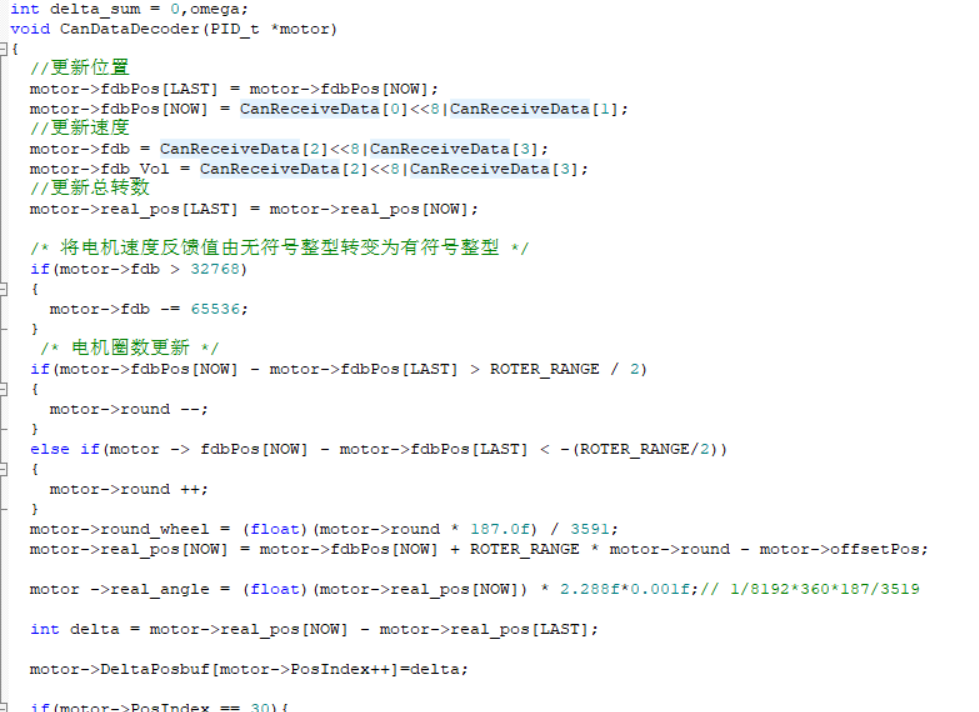 int delta_sum = 0,omega;
void CanDataDecoder(PID_t *motor)
{
//更新位置
motor->fdbPos[LAST] = motor->fdbPos[NOW];
motor->fdbPos[NOW] = CanReceiveData[0]<<8|CanReceiveData[1];
//更新速度
motor->fdb = CanReceiveData[2]<<8|CanReceiveData[3];
motor->fdb_Vol = CanReceiveData[2]<<8|CanReceiveData[3];
//更新总转数
motor->real_pos[LAST] = motor->real_pos[NOW];
/* 将电机速度反馈值由无符号整型转变为有符号整型 */
if(motor->fdb > 32768)
{
motor->fdb -= 65536;
}
/* 电机圈数更新 */
if(motor->fdbPos[NOW] - motor->fdbPos[LAST] > ROTER_RANGE / 2)
{
motor->round --;
}
else if(motor -> fdbPos[NOW] - motor->fdbPos[LAST] < -(ROTER_RANGE/2))
{
motor->round ++;
}
motor->round_wheel = (float)(motor->round * 187.0f) / 3591;
motor->real_pos[NOW] = motor->fdbPos[NOW] + ROTER_RANGE * motor->round - motor->offsetPos;
motor ->real_angle = (float)(motor->real_pos[NOW]) * 2.288f*0.001f;// 1/8192*360*187/3519
int delta = motor->real_pos[NOW] - motor->real_pos[LAST];
motor->DeltaPosbuf[motor->PosIndex++]=delta;
if(motor->PosIndex == 30){